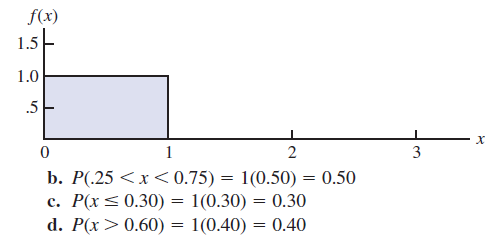 f(x)
1.5
1.0
.5
0 1 2 3 x
b. P(.25 < x < 0.75) = 1(0.50) = 0.50
c. P(x ≤ 0.30) = 1(0.30) = 0.30
d. P(x > 0.60) = 1(0.40) = 0.40